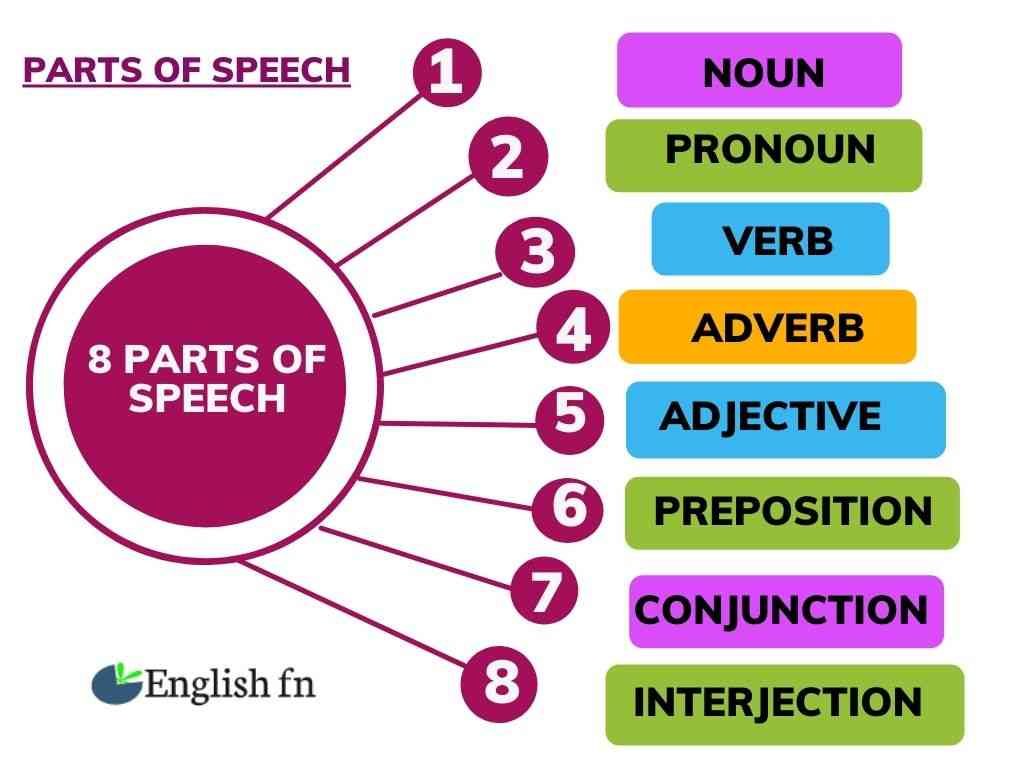 PARTS OF SPEECH
1
NOUN
2
PRONOUN
3
VERB
4
ADVERB
8 PARTS OF
SPEECH
5
ADJECTIVE
6
PREPOSITION
7
CONJUNCTION
8
INTERJECTION
English fn